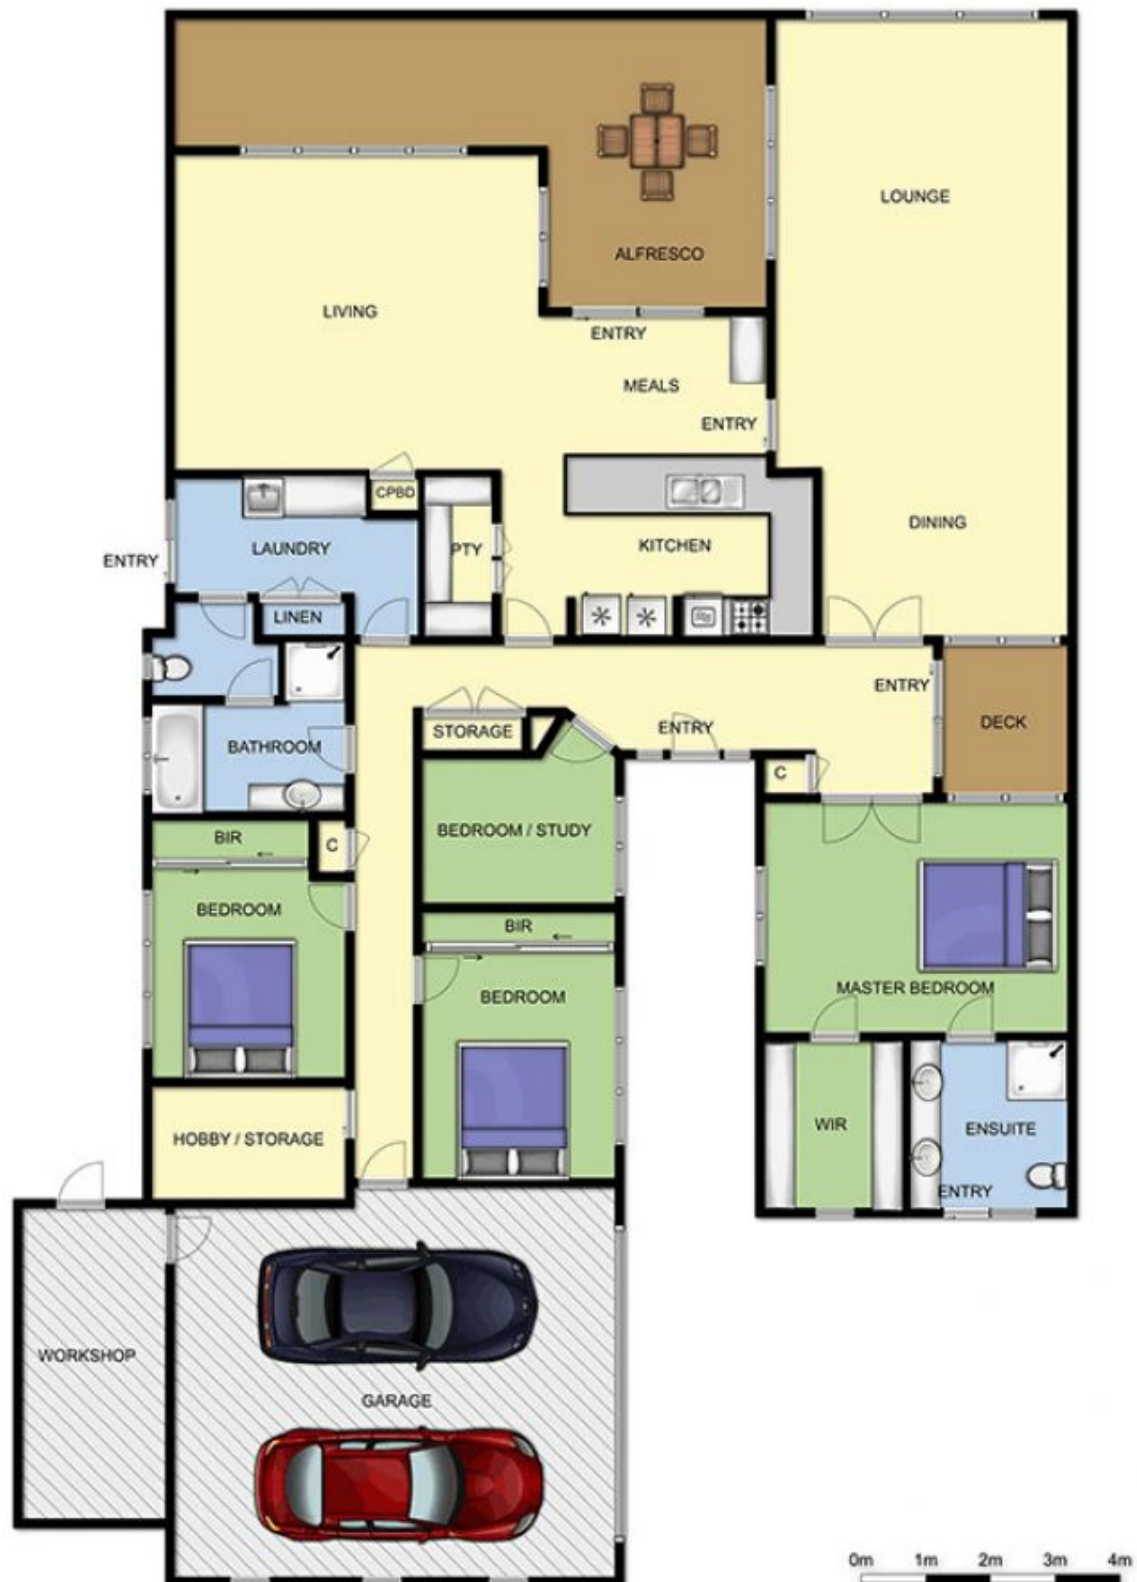 LOUNGE
ALFRESCO
LIVING
ENTRY
MEALS
ENTRY
CPBD
DINING
LAUNDRY
PTY
KITCHEN
ENTRY
LINEN
ENTRY
STORAGE
ENTRY
DECK
BATHROOM
C
BEDROOM / STUDY
BIR
C
BEDROOM
BIR
BEDROOM
MASTER BEDROOM
HOBBY / STORAGE
WIR
ENSUITE
ENTRY
WORKSHOP
GARAGE
0m 1m 2m 3m 4m